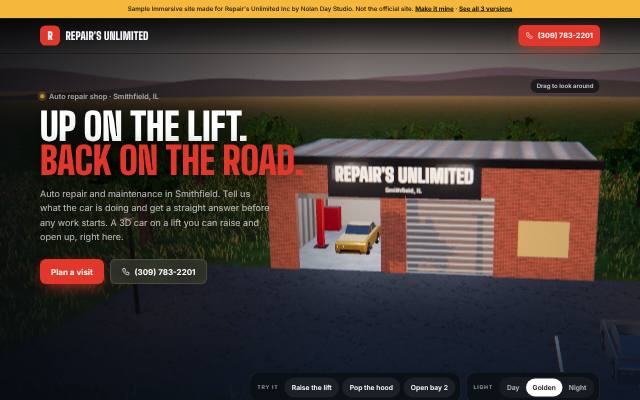 Sample Immersive site made for Repair's Unlimited Inc by Nolan Day Studio. Not the official site. Make it mine · See all 3 versions
R REPAIR'S UNLIMITED
(309) 783-2201
Drag to look around
Auto repair shop · Smithfield, IL
UP ON THE LIFT.
BACK ON THE ROAD.
REPAIR'S UNLIMITED
Smithfield, IL
Auto repair and maintenance in Smithfield. Tell us
what the car is doing and get a straight answer before
any work starts. A 3D car on a lift you can raise and
open up, right here.
Plan a visit
(309) 783-2201
TRY IT Raise the lift Pop the hood Open bay 2
LIGHT Day Golden Night